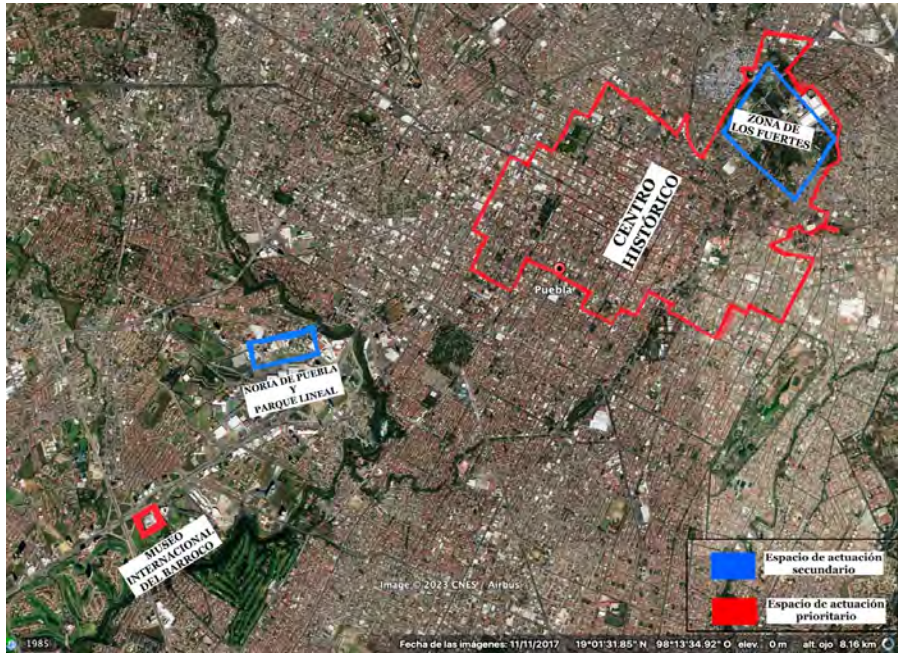 ZONA DE
LOS FUERTES
CENTRO
HISTÓRICO
Puebla
NORIA DE PUEBLA
Y
PARQUE LINEAL
MUSEO
INTERNACIONAL
DEL BARROCO
Image © 2023 CNES / Airbus
Espacio de actuación
secundario
Espacio de actuación
prioritario
1985
Fecha de las imágenes: 11/11/2017 19°01'31.85" N 98°13'34.92" O elev. 0 m alt. ojo 8.16 km